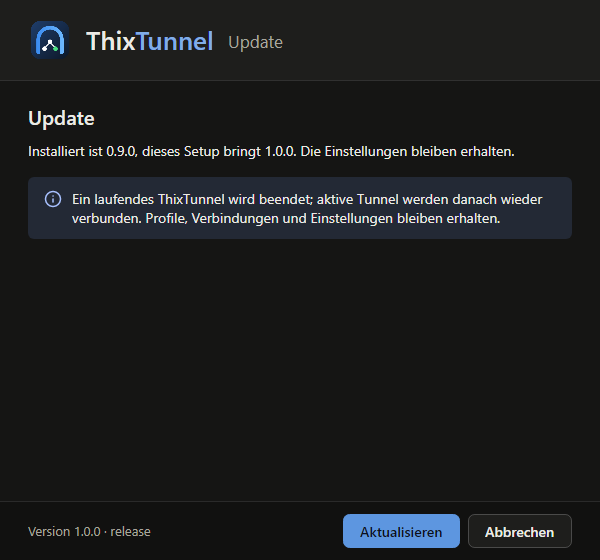 ThixTunnel Update
Update
Installiert ist 0.9.0, dieses Setup bringt 1.0.0. Die Einstellungen bleiben erhalten.
Ein laufendes ThixTunnel wird beendet; aktive Tunnel werden danach wieder
verbunden. Profile, Verbindungen und Einstellungen bleiben erhalten.
Version 1.0.0 · release
Aktualisieren
Abbrechen